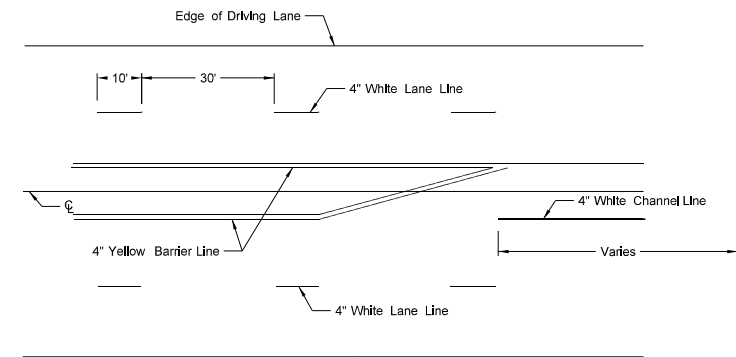 Edge of Driving Lane
10' 30'
4" White Lane Line
℄
4" White Channel Line
4" Yellow Barrier Line
Varies
4" White Lane Line